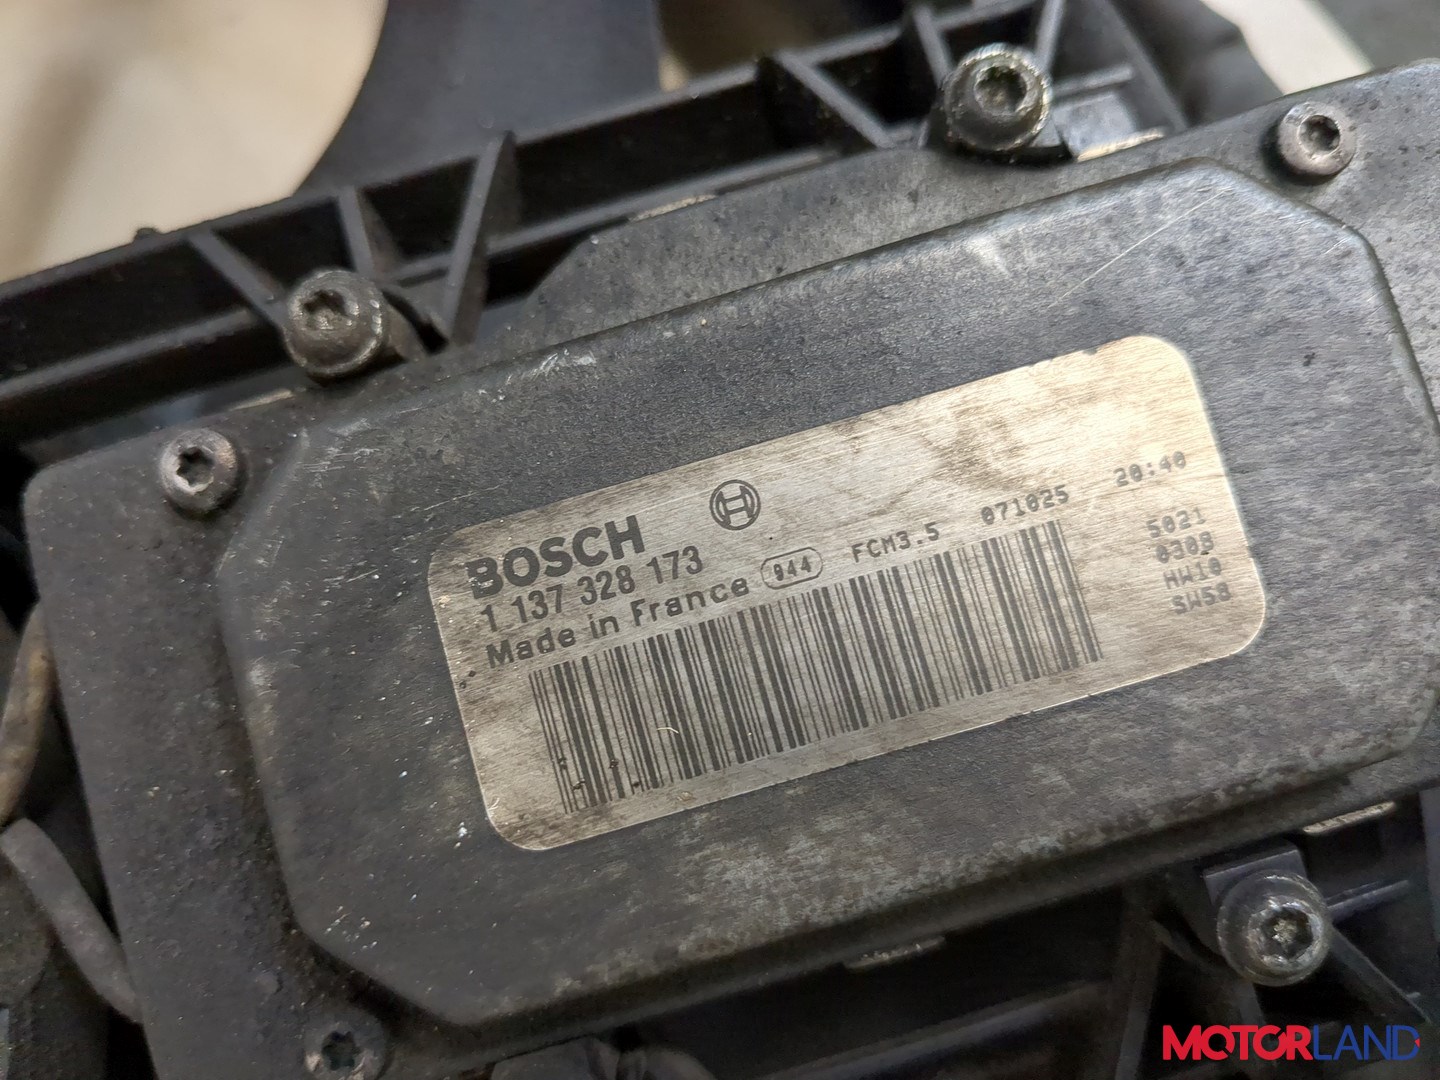 BOSCH
1 137 328 173
Made in France 944 FCM3.5 071025 20:40
5021
0308
HW10
SW58
MOTORLAND